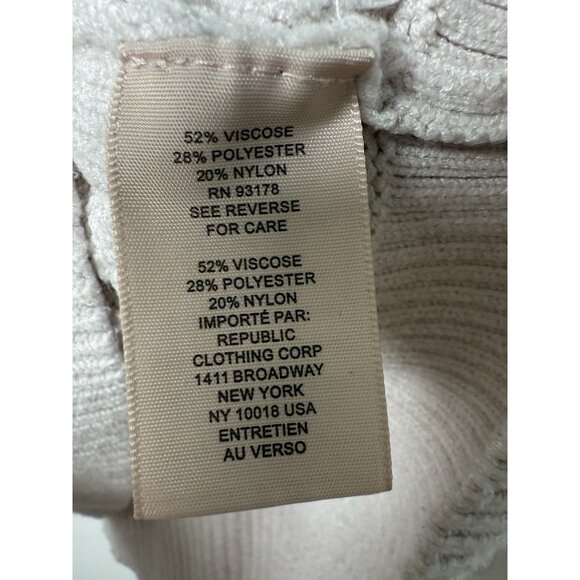 52% VISCOSE
28% POLYESTER
20% NYLON
RN 93178
SEE REVERSE
FOR CARE
52% VISCOSE
28% POLYESTER
20% NYLON
IMPORTÉ PAR:
REPUBLIC
CLOTHING CORP
1411 BROADWAY
NEW YORK
NY 10018 USA
ENTRETIEN
AU VERSO